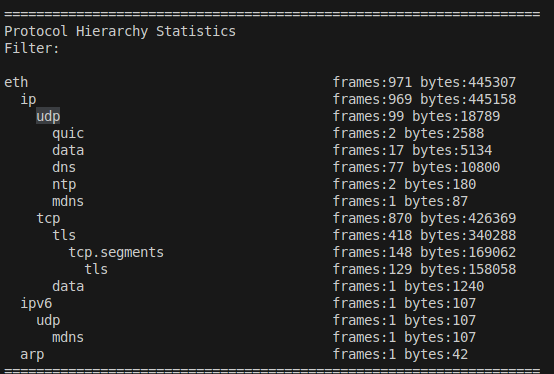 ===================================================================
Protocol Hierarchy Statistics
Filter:

eth                                      frames:971 bytes:445307
  ip                                     frames:969 bytes:445158
    udp                                  frames:99 bytes:18789
      quic                               frames:2 bytes:2588
      data                               frames:17 bytes:5134
      dns                                frames:77 bytes:10800
      ntp                                frames:2 bytes:180
      mdns                               frames:1 bytes:87
    tcp                                  frames:870 bytes:426369
      tls                                frames:418 bytes:340288
        tcp.segments                     frames:148 bytes:169062
          tls                            frames:129 bytes:158058
      data                               frames:1 bytes:1240
  ipv6                                   frames:1 bytes:107
    udp                                  frames:1 bytes:107
      mdns                               frames:1 bytes:107
  arp                                    frames:1 bytes:42
===================================================================